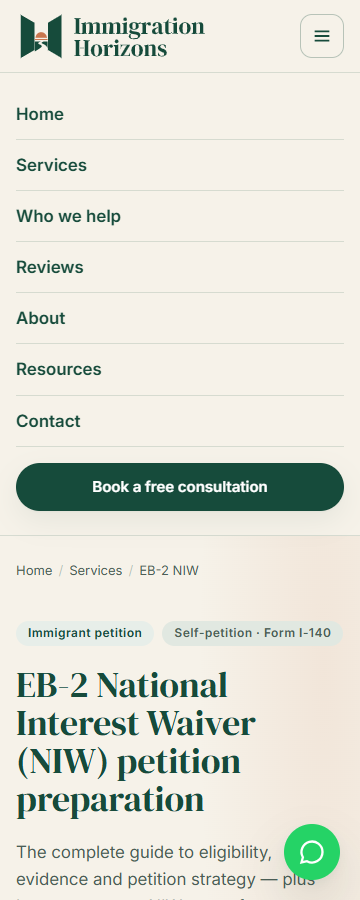 Immigration
Horizons
Home
Services
Who we help
Reviews
About
Resources
Contact
Book a free consultation
Home / Services / EB-2 NIW
Immigrant petition
Self-petition · Form I-140
EB-2 National
Interest Waiver
(NIW) petition
preparation
The complete guide to eligibility,
evidence and petition strategy — plus